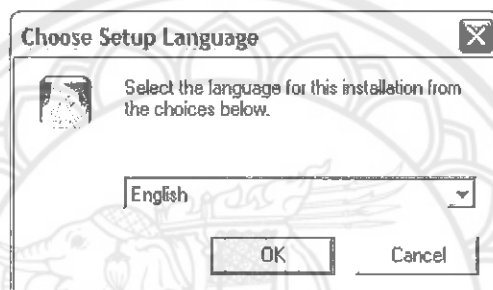 Choose Setup Language
Select the language for this installation from
the choices below.
English
OK
Cancel